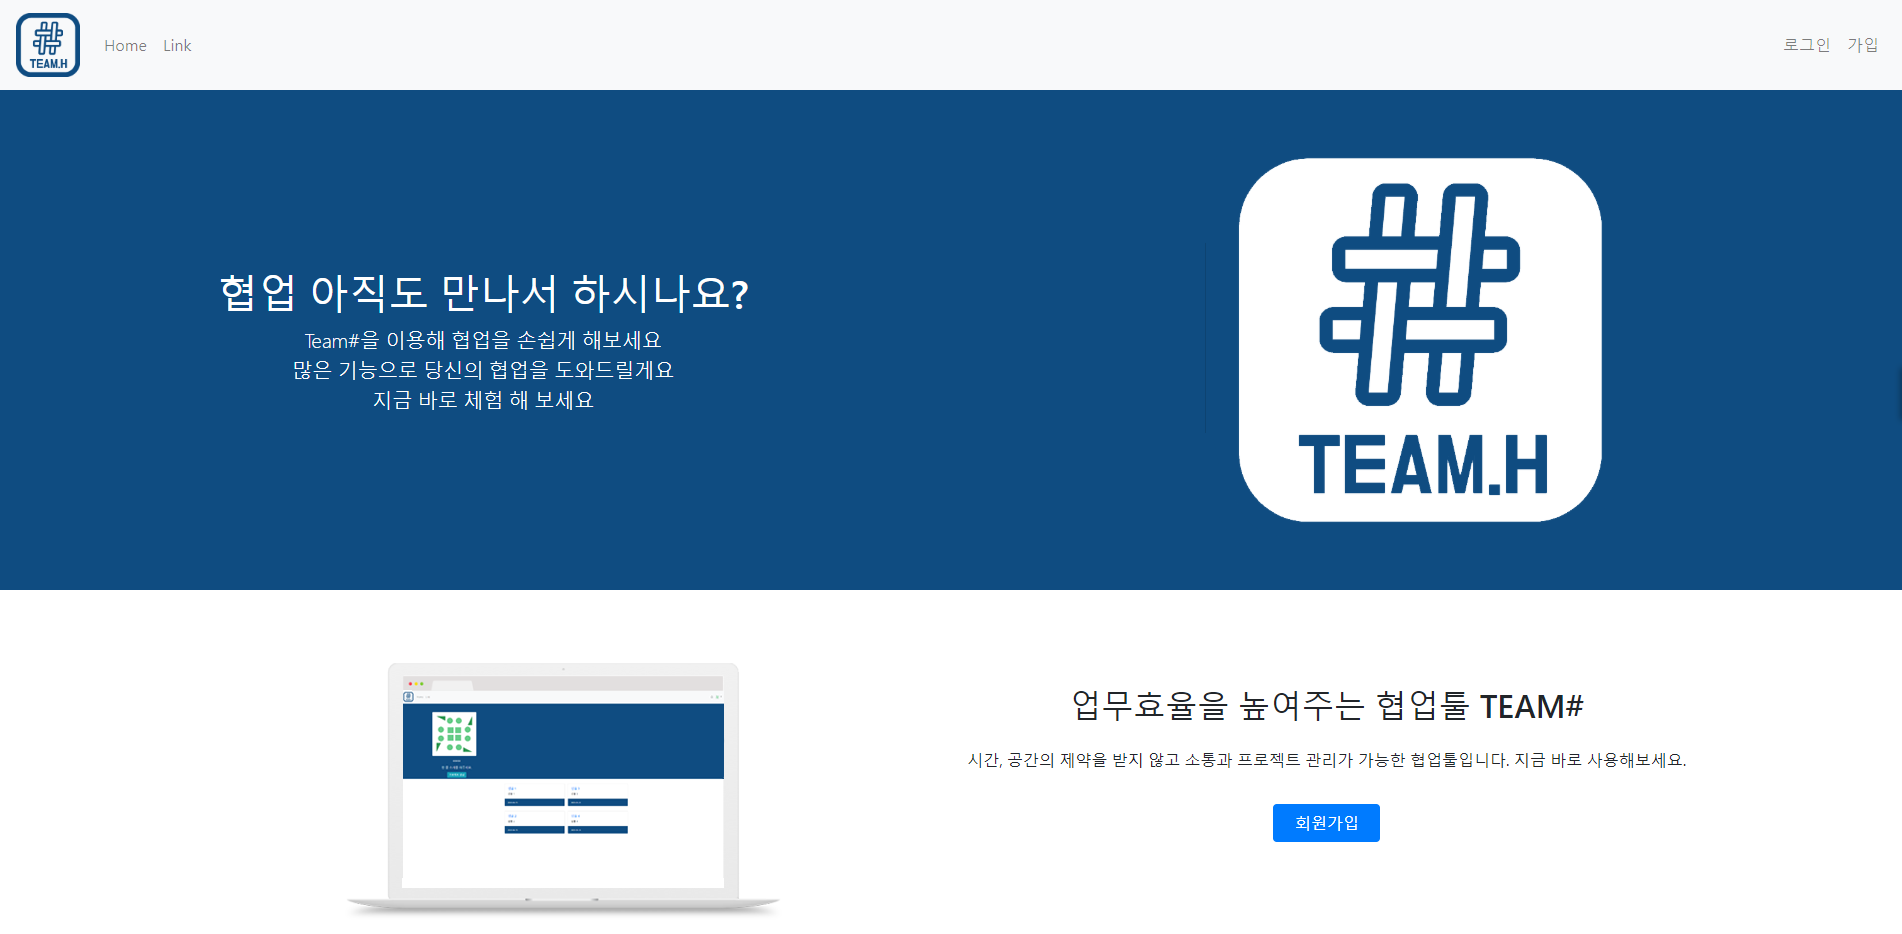 TEAM.H
Home Link
로그인 가입
협업 아직도 만나서 하시나요?
Team#을 이용해 협업을 손쉽게 해보세요
많은 기능으로 당신의 협업을 도와드릴게요
지금 바로 체험 해 보세요
TEAM.H
업무효율을 높여주는 협업툴 TEAM#
시간, 공간의 제약을 받지 않고 소통과 프로젝트 관리가 가능한 협업툴입니다. 지금 바로 사용해보세요.
회원가입